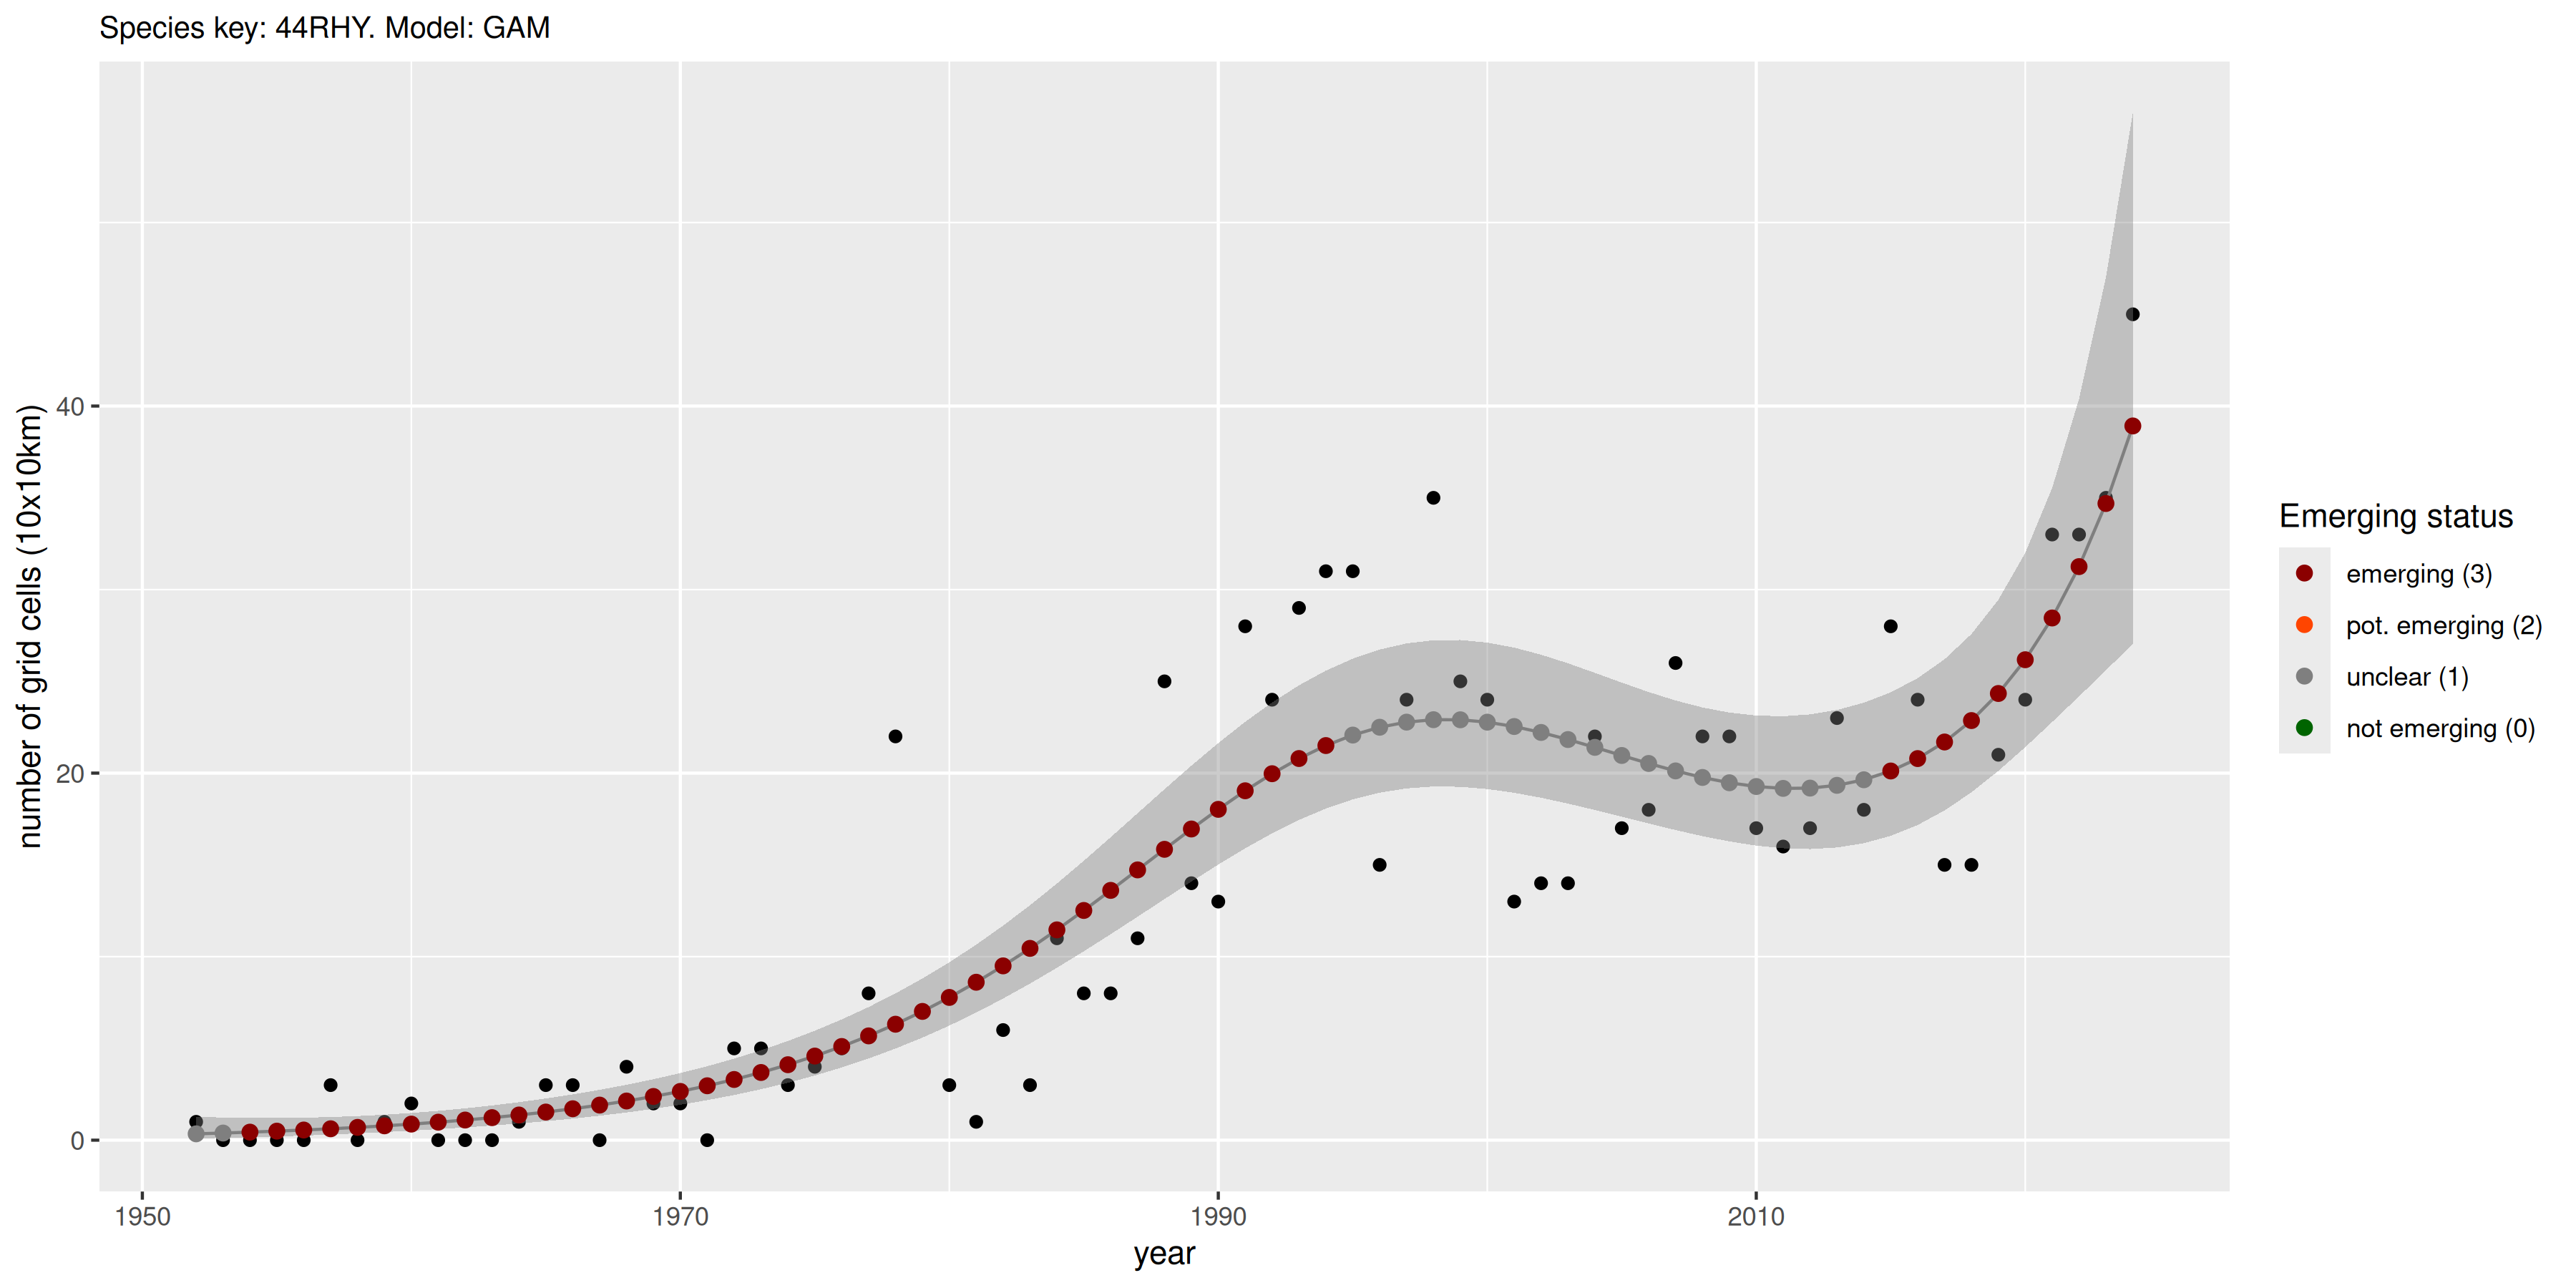 Species key: 44RHY. Model: GAM
number of grid cells (10x10km)
40
20
0
1950 1970 1990 2010
year
Emerging status
emerging (3)
pot. emerging (2)
unclear (1)
not emerging (0)